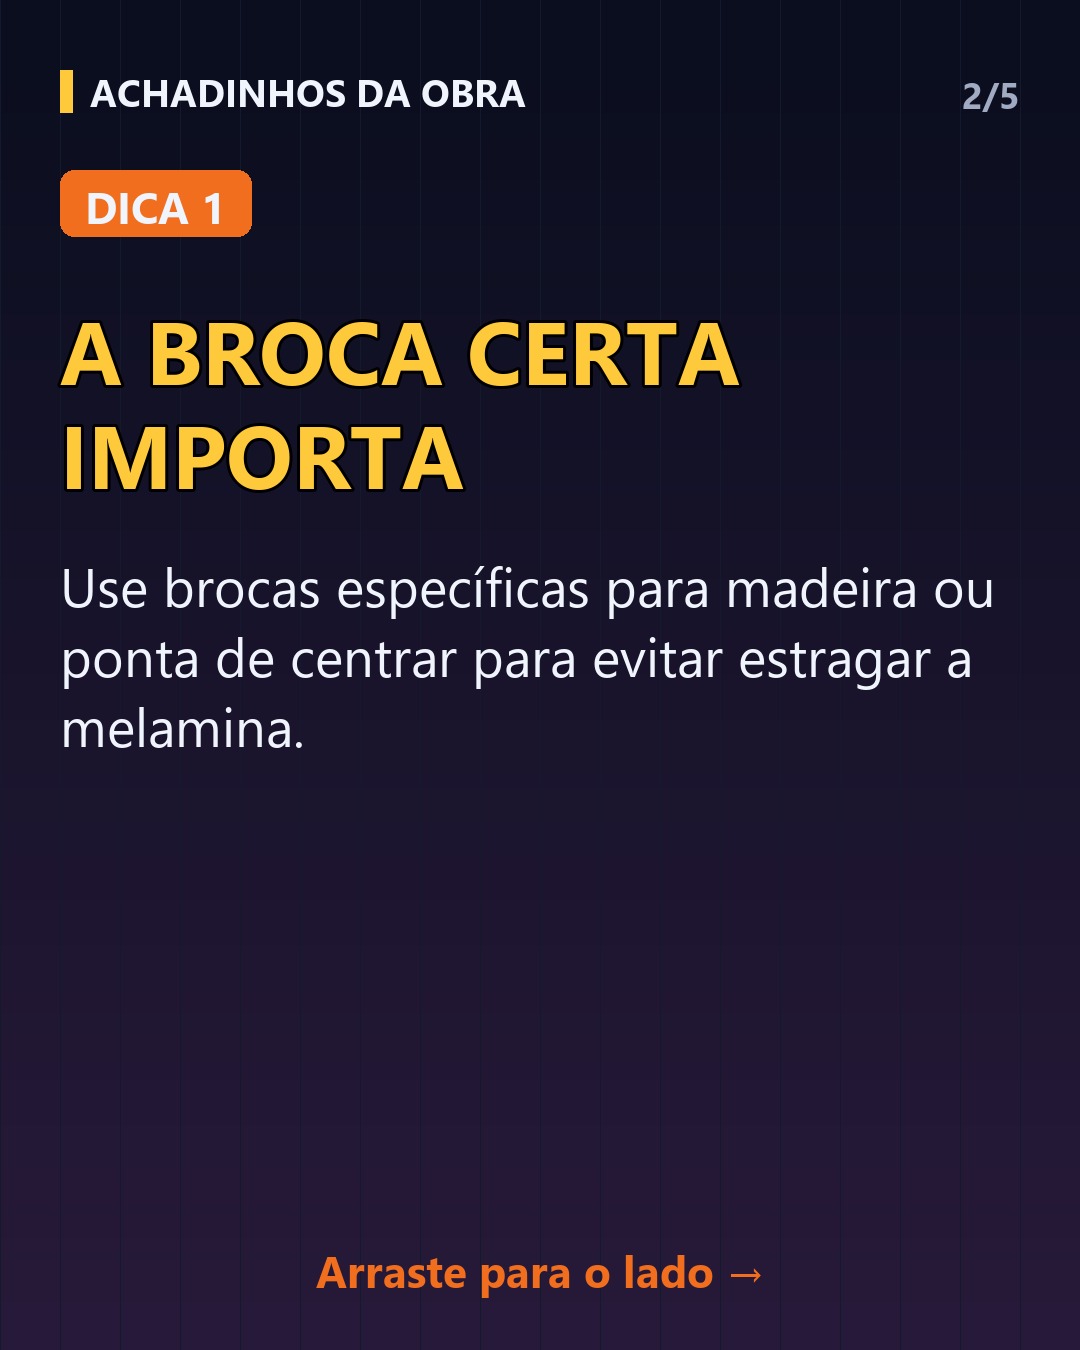 ACHADINHOS DA OBRA
2/5
DICA 1
A BROCA CERTA
IMPORTA
Use brocas específicas para madeira ou
ponta de centrar para evitar estragar a
melamina.
Arraste para o lado →